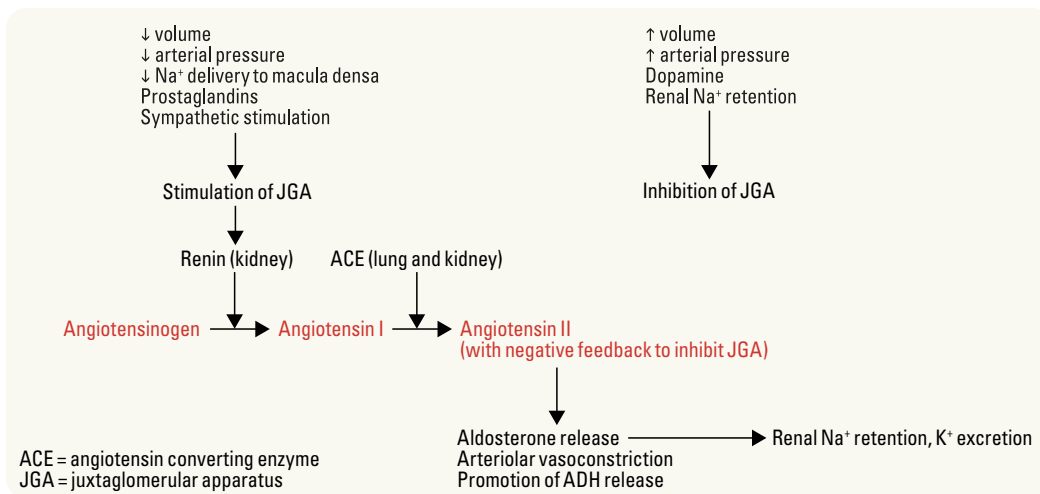 ↓ volume
↓ arterial pressure
↓ Na⁺ delivery to macula densa
Prostaglandins
Sympathetic stimulation
↑ volume
↑ arterial pressure
Dopamine
Renal Na⁺ retention
Stimulation of JGA
Inhibition of JGA
Renin (kidney)
ACE (lung and kidney)
Angiotensinogen
Angiotensin I
Angiotensin II
(with negative feedback to inhibit JGA)
Aldosterone release
Arteriolar vasoconstriction
Promotion of ADH release
Renal Na⁺ retention, K⁺ excretion
ACE = angiotensin converting enzyme
JGA = juxtaglomerular apparatus